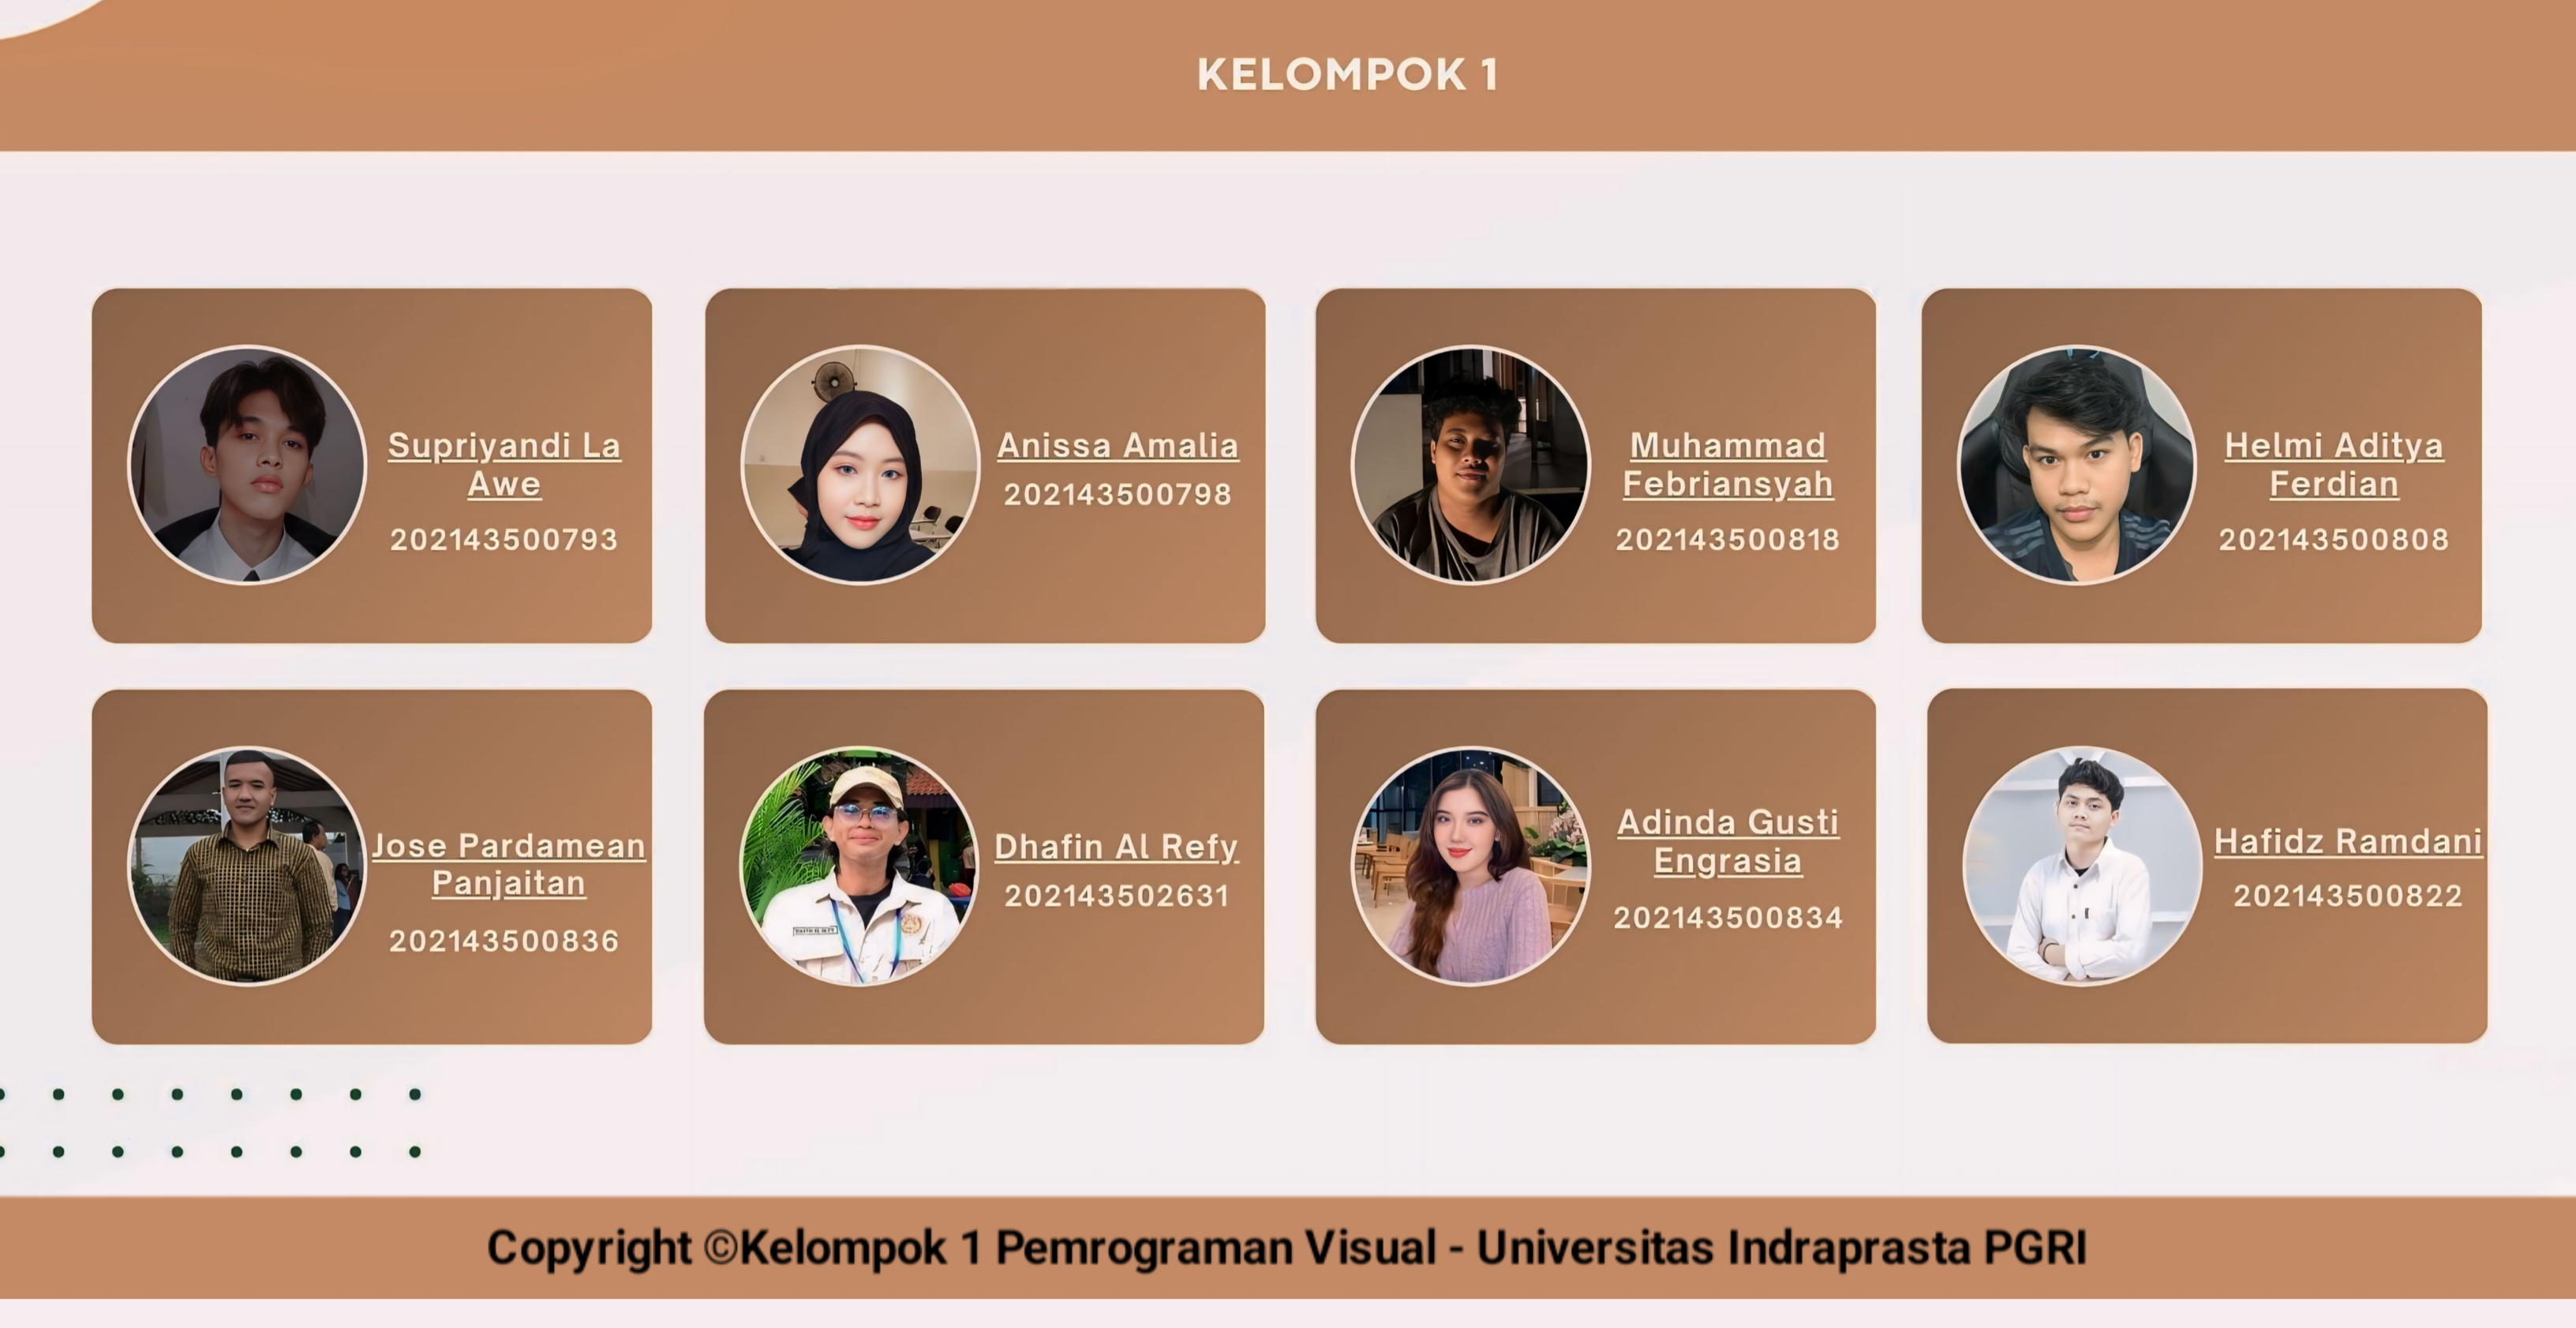 KELOMPOK 1
Supriyandi La
Awe
202143500793
Anissa Amalia
202143500798
Muhammad
Febriansyah
202143500818
Helmi Aditya
Ferdian
202143500808
Jose Pardamean
Panjaitan
202143500836
Dhafin Al Refy
202143502631
Adinda Gusti
Engrasia
202143500834
Hafidz Ramdani
202143500822
Copyright ©Kelompok 1 Pemrograman Visual - Universitas Indraprasta PGRI